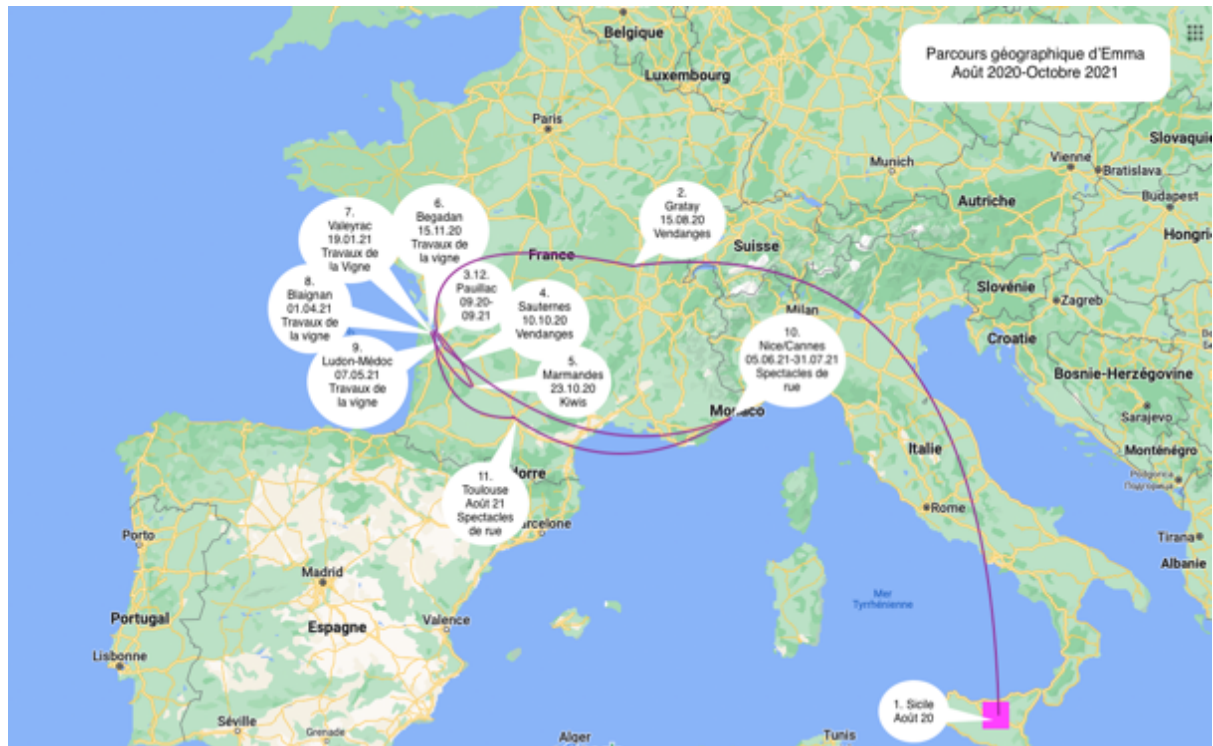 Parcours géographique d'Emma
Août 2020-Octobre 2021
Belgique
Luxembourg
Paris
Slovaquie
Munich
Vienne
Bratislava
Budapest
Autriche
Hongrie
Suisse
France
2.
Gratay
15.08.20
Vendanges
6.
Begadan
15.11.20
Travaux de
la vigne
7.
Valeyrac
19.01.21
Travaux de
la Vigne
8.
Blaignan
01.04.21
Travaux de
la vigne
3.12.
Pauillac
09.20-
09.21
4.
Sauternes
10.10.20
Vendanges
9.
Ludon-Médoc
07.05.21
Travaux de
la vigne
5.
Marmandes
23.10.20
Kiwis
10.
Nice/Cannes
05.06.21-31.07.21
Spectacles de
rue
Slovénie
Zagreb
Milan
Croatie
Bosnie-Herzégovine
Monaco
Sarajevo
Italie
Monténégro
Podgorica
Подгорица
11.
Toulouse
Août 21
Spectacles
de rue
orre
arcelone
Rome
Tirana
Albanie
Porto
Madrid
Mer
Tyrrhénienne
Portugal
Espagne
Valence
Lisbonne
1. Sicile
Août 20
Séville
Grenade
Alger
Tunis